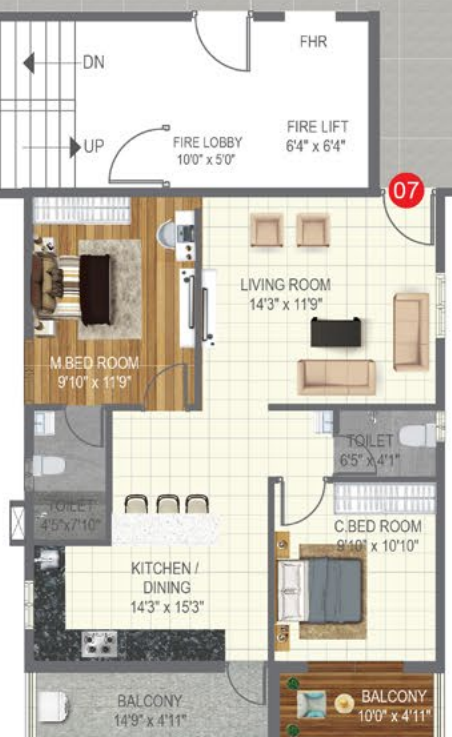 DN
FHR
UP
FIRE LOBBY
10'0" x 5'0"
FIRE LIFT
6'4" x 6'4"
07
LIVING ROOM
14'3" x 11'9"
M.BED ROOM
9'10" x 11'9"
TOILET
6'5" x 4'1"
TOILET
4'5"x7'10"
C.BED ROOM
9'10" x 10'10"
KITCHEN /
DINING
14'3" x 15'3"
BALCONY
14'9" x 4'11"
BALCONY
10'0" x 4'11"